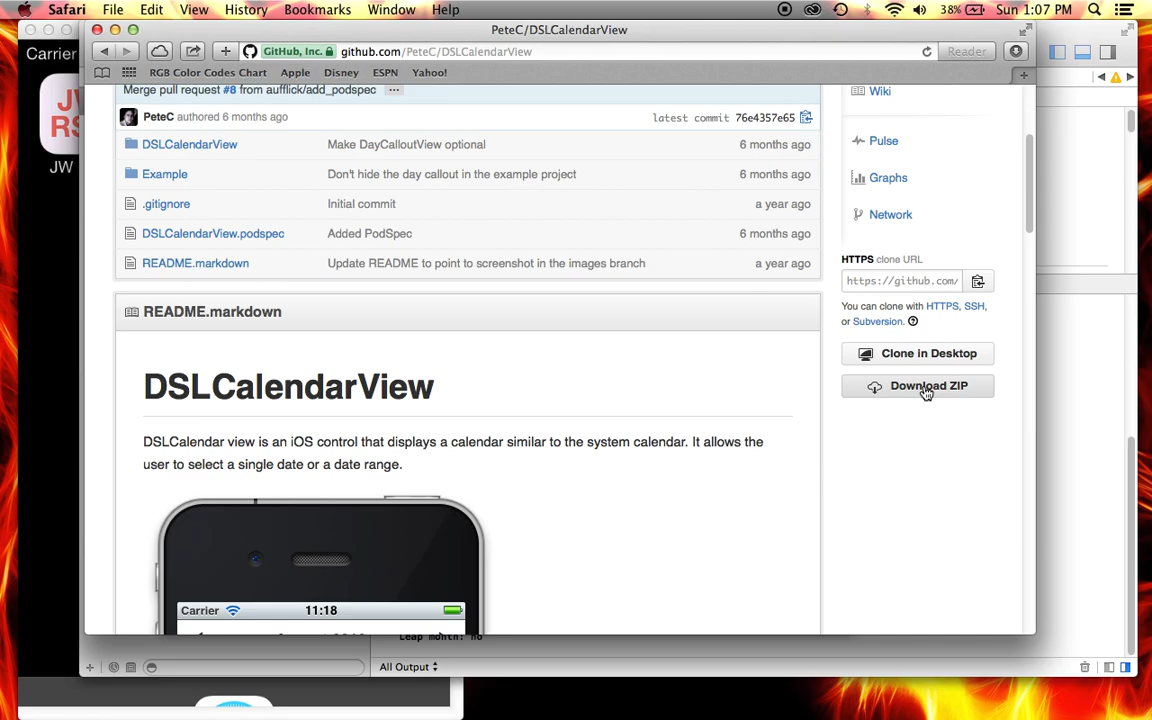 Safari File Edit View History Bookmarks Window Help 38% Sun 1:07 PM
PeteC/DSLCalendarView
Carrier
GitHub, Inc. github.com/PeteC/DSLCalendarView Reader
RGB Color Codes Chart Apple Disney ESPN Yahoo!
JW
Merge pull request #8 from aufflick/add_podspec ...
PeteC authored 6 months ago latest commit 76e4357e65
DSLCalendarView Make DayCalloutView optional 6 months ago
Example Don't hide the day callout in the example project 6 months ago
.gitignore Initial commit a year ago
DSLCalendarView.podspec Added PodSpec 6 months ago
README.markdown Update README to point to screenshot in the images branch a year ago
Wiki
Pulse
Graphs
Network
HTTPS clone URL
https://github.com/
You can clone with HTTPS, SSH,
or Subversion.
Clone in Desktop
Download ZIP
README.markdown
DSLCalendarView
DSLCalendar view is an iOS control that displays a calendar similar to the system calendar. It allows the
user to select a single date or a date range.
Carrier 11:18
Leap month: no
All Output